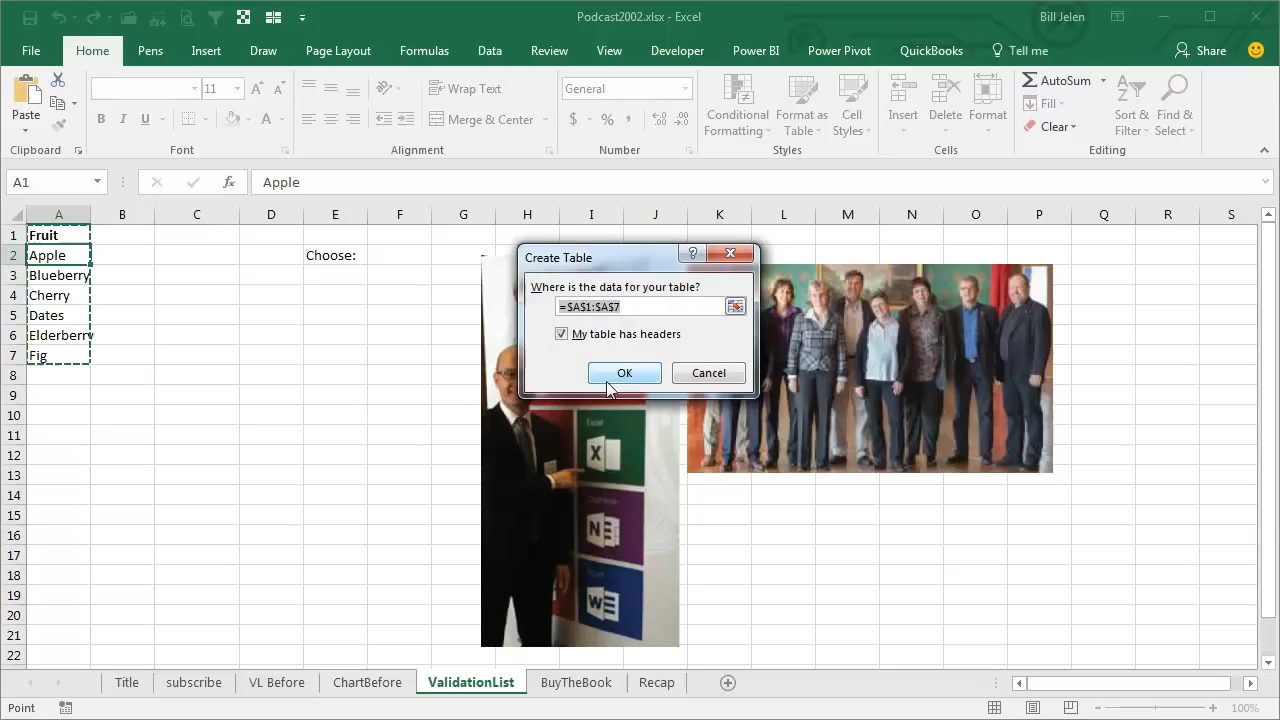 Podcast2002.xlsx - Excel
Bill Jelen
File Home Pens Insert Draw Page Layout Formulas Data Review View Developer Power BI Power Pivot QuickBooks Tell me Share
Paste
Clipboard
11
B I U A
Font
Wrap Text
Merge & Center
Alignment
General
$ % ,
Number
Conditional Formatting
Format as Table
Cell Styles
Styles
Insert Delete Format
Cells
AutoSum
Fill
Clear
Sort & Filter
Find & Select
Editing
A1 fx Apple
A B C D E F G H I J K L M N O P Q R S
1 Fruit
2 Apple Choose:
3 Blueberry
4 Cherry
5 Dates
6 Elderberry
7 Fig
8
9
10
11
12
13
14
15
16
17
18
19
20
21
22
Create Table
Where is the data for your table?
=$A$1:$A$7
My table has headers
OK Cancel
X
N
W
Title subscribe VL Before ChartBefore ValidationList BuyTheBook Recap
Point
100%